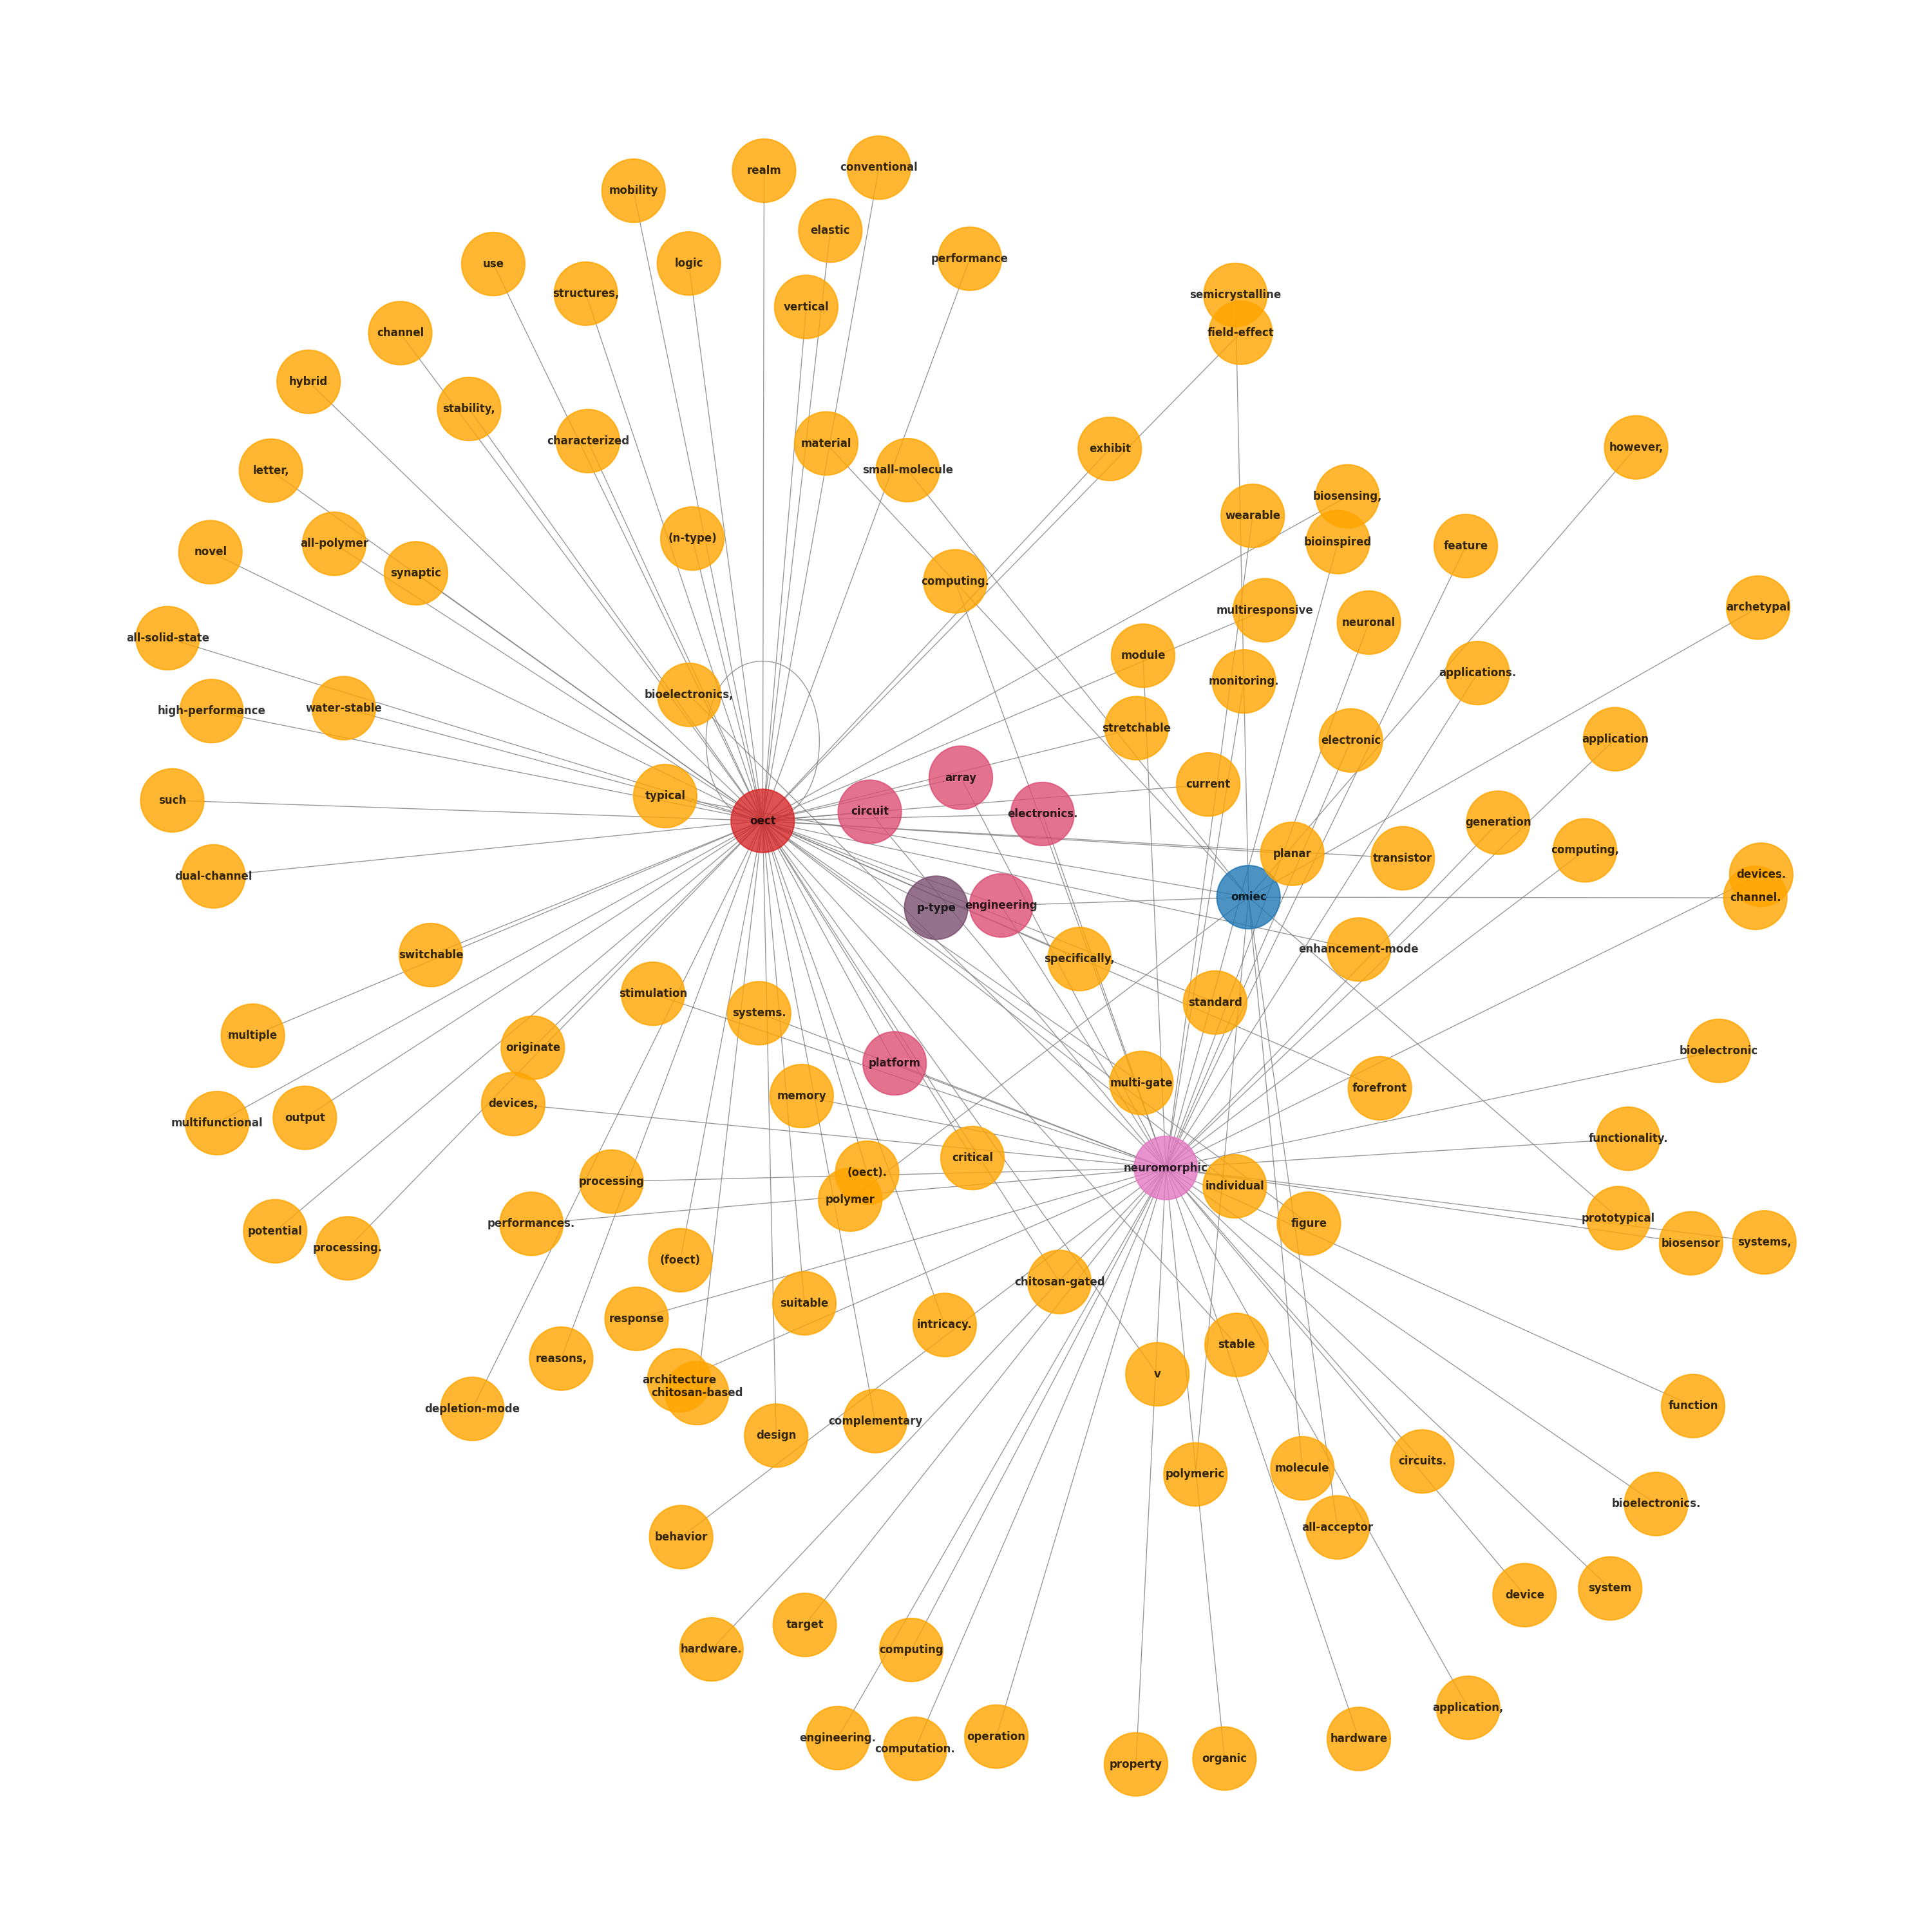 conventional
realm
mobility
elastic
performance
use
logic
structures,
semicrystalline
vertical
channel
field-effect
hybrid
stability,
characterized
material
exhibit
however,
letter,
small-molecule
biosensing,
wearable
(n-type)
bioinspired
all-polymer
feature
novel
synaptic
computing.
archetypal
multiresponsive
neuronal
all-solid-state
module
applications.
monitoring.
bioelectronics,
water-stable
high-performance
stretchable
application
electronic
array
current
typical
such
circuit
electronics.
oect
generation
computing,
planar
transistor
devices.
dual-channel
omiec
channel.
engineering
p-type
enhancement-mode
switchable
specifically,
stimulation
standard
systems.
multiple
originate
bioelectronic
platform
multi-gate
forefront
memory
devices,
output
multifunctional
functionality.
critical
neuromorphic
(oect).
processing
individual
polymer
prototypical
performances.
figure
potential
systems,
biosensor
processing.
(foect)
chitosan-gated
suitable
response
intricacy.
stable
reasons,
v
architecture
chitosan-based
function
depletion-mode
complementary
design
circuits.
molecule
polymeric
bioelectronics.
all-acceptor
behavior
system
device
target
hardware.
computing
application,
operation
engineering.
hardware
computation.
organic
property